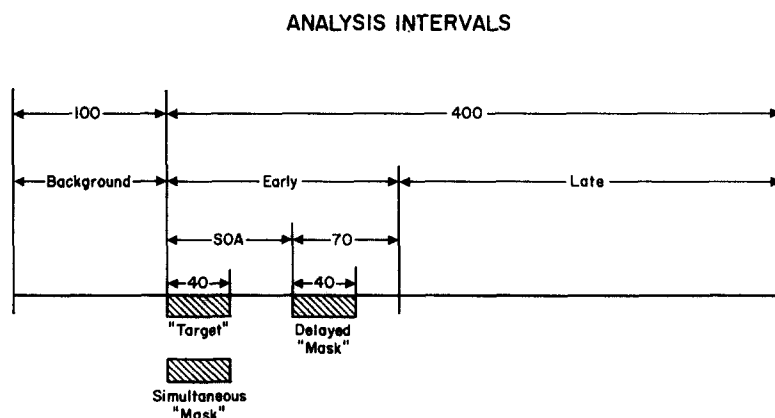 ANALYSIS INTERVALS
100
400
Background
Early
Late
SOA
70
40
40
"Target"
Delayed
"Mask"
Simultaneous
"Mask"